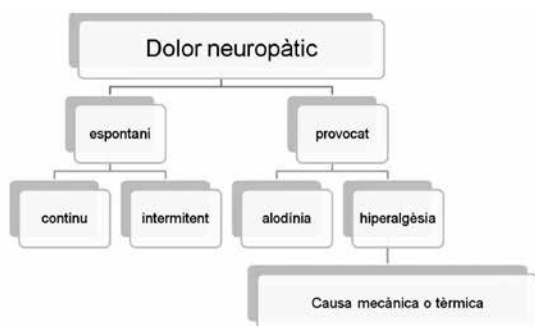 Dolor neuropàtic
espontani
provocat
continu
intermitent
alodínia
hiperalgèsia
Causa mecànica o tèrmica